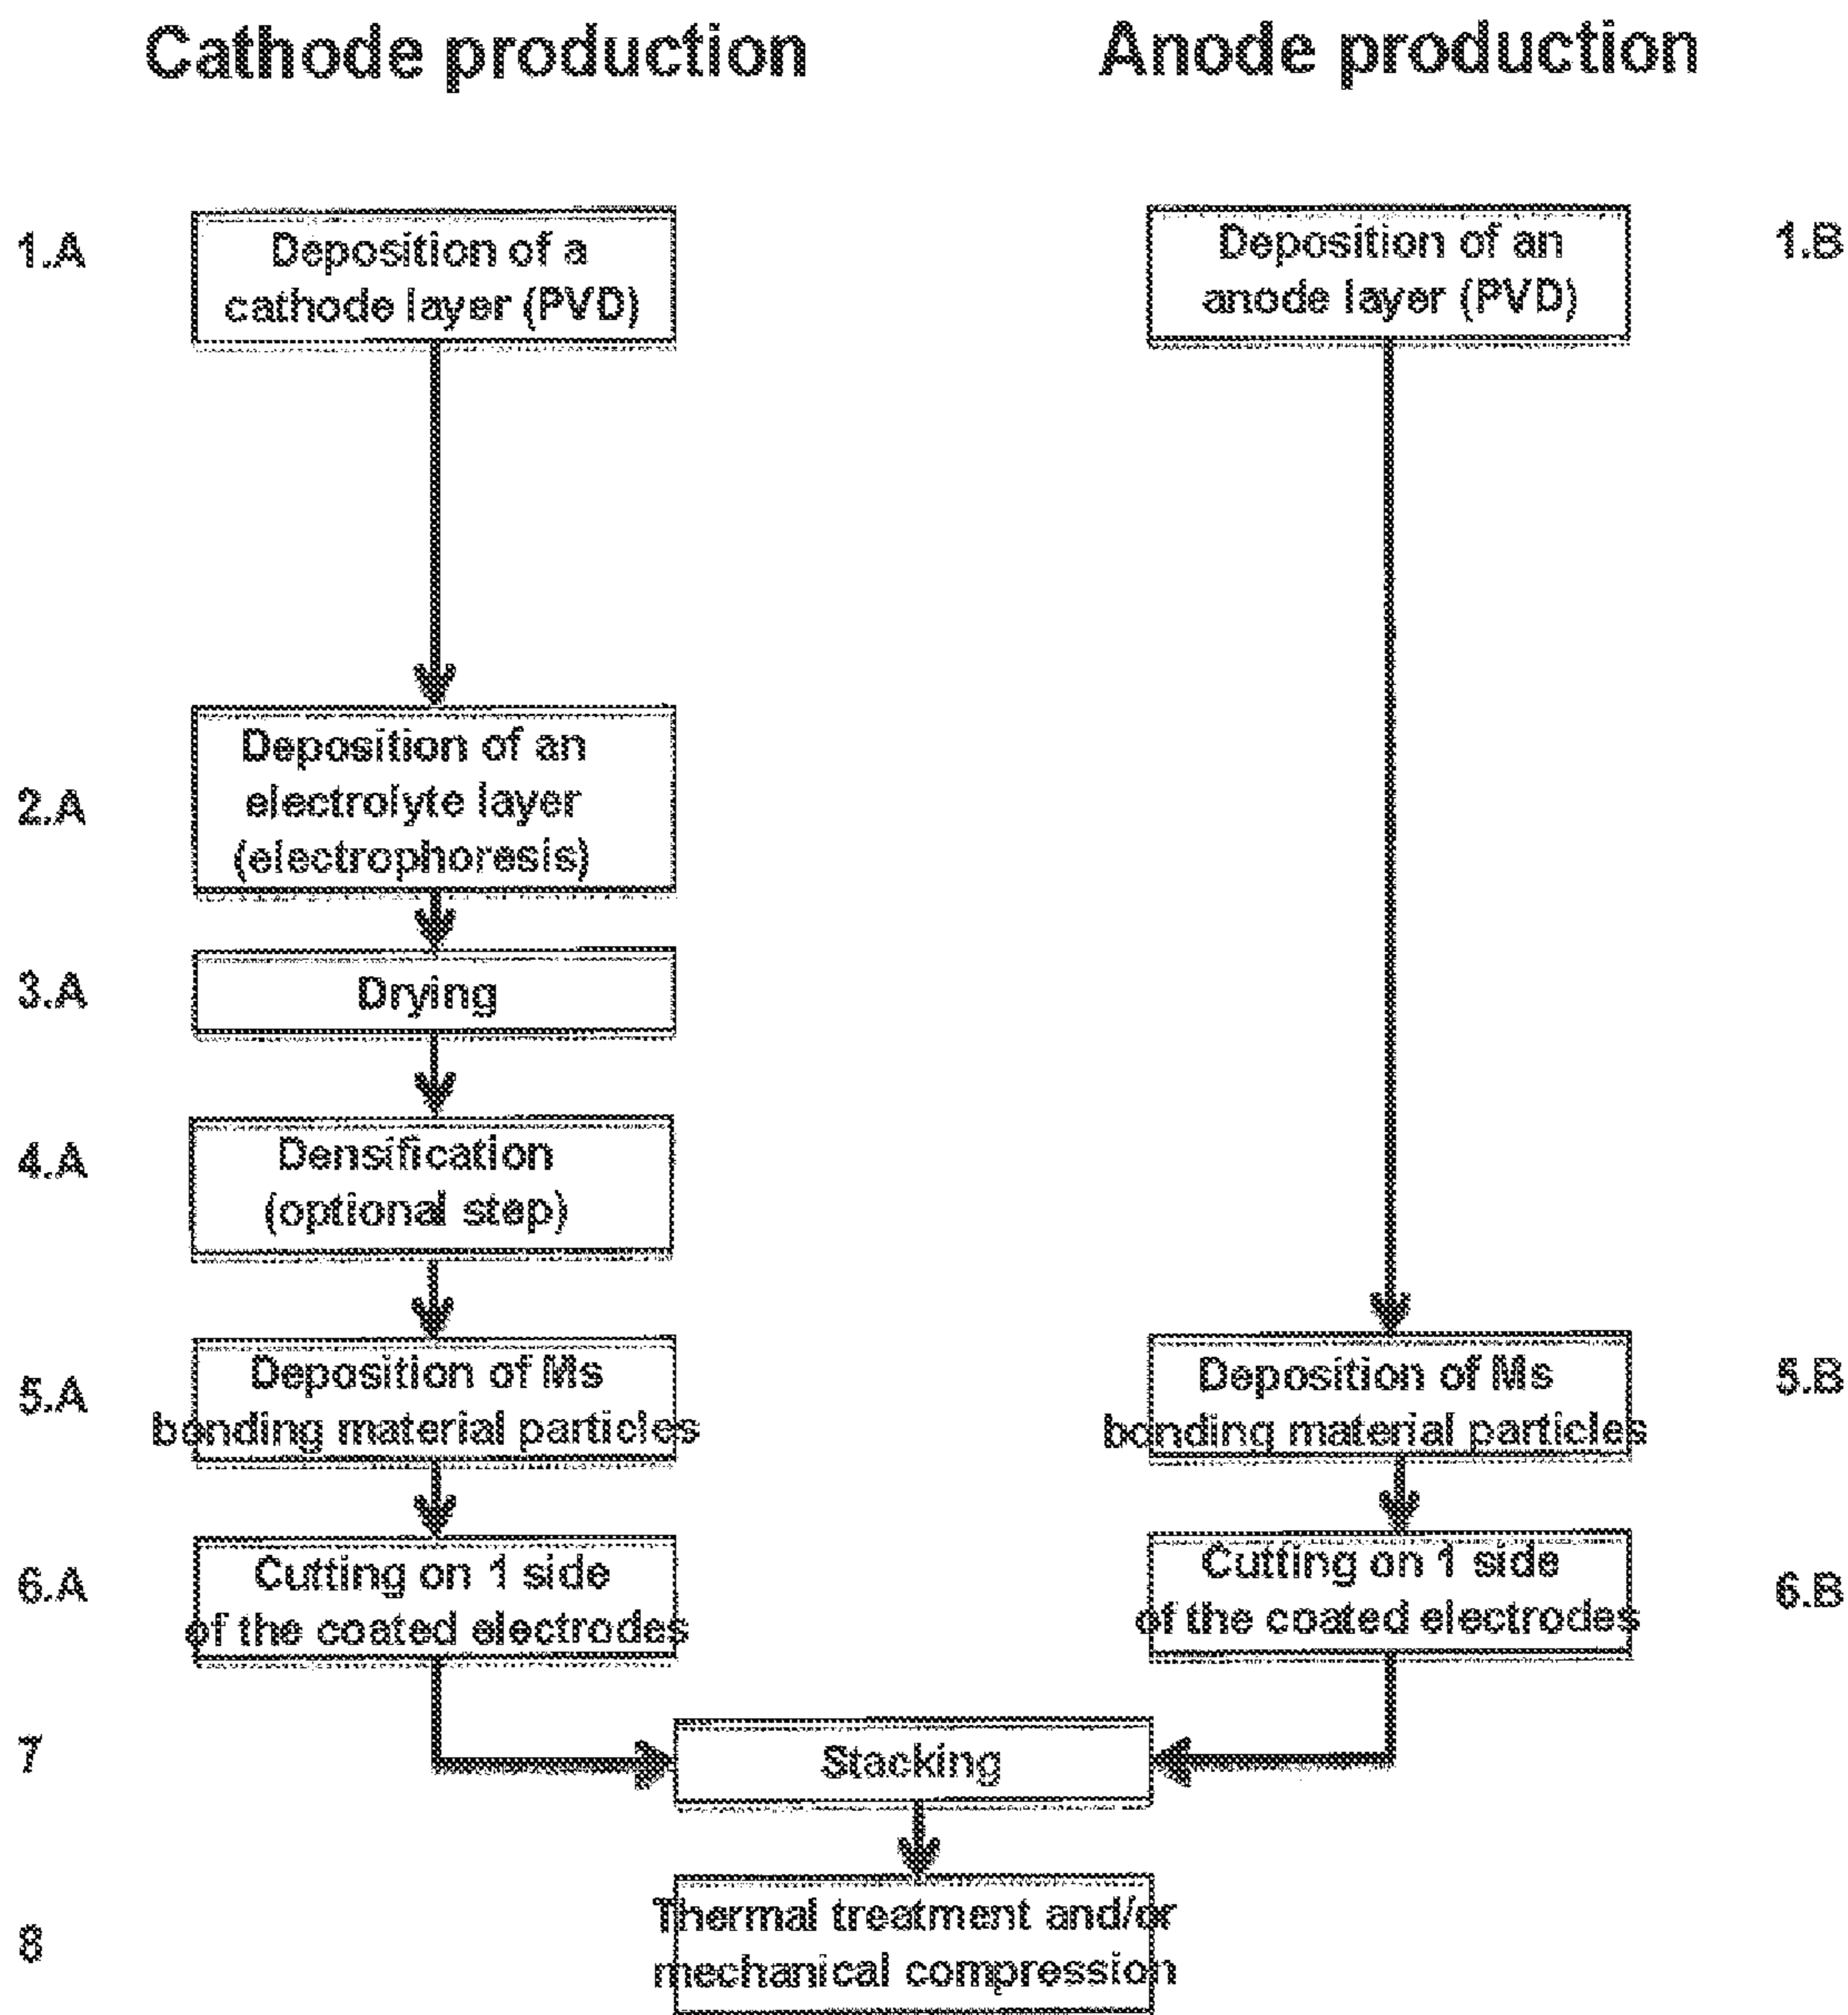 Cathode production
Anode production
1.A
Deposition of a
cathode layer (PVD)
Deposition of an
anode layer (PVD)
1.B
2.A
Deposition of an
electrolyte layer
(electrophoresis)
3.A
Drying
4.A
Densification
(optional step)
5.A
Deposition of Ms
bonding material particles
Deposition of Ms
bonding material particles
5.B
6.A
Cutting on 1 side
of the coated electrodes
Cutting on 1 side
of the coated electrodes
6.B
7
Stacking
8
Thermal treatment and/or
mechanical compression